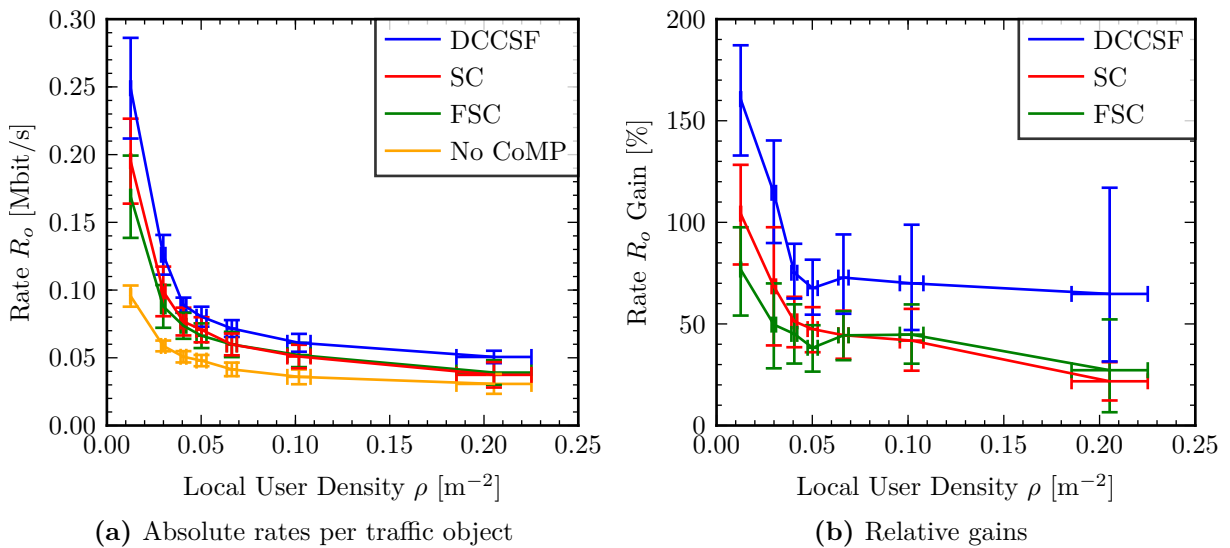 0.30
0.25
0.20
0.15
0.10
0.05
0.00
Rate R_o [Mbit/s]
DCCSF
SC
FSC
No CoMP
0.00 0.05 0.10 0.15 0.20 0.25
Local User Density ρ [m⁻²]
(a) Absolute rates per traffic object
200
150
100
50
0
Rate R_o Gain [%]
DCCSF
SC
FSC
0.00 0.05 0.10 0.15 0.20 0.25
Local User Density ρ [m⁻²]
(b) Relative gains